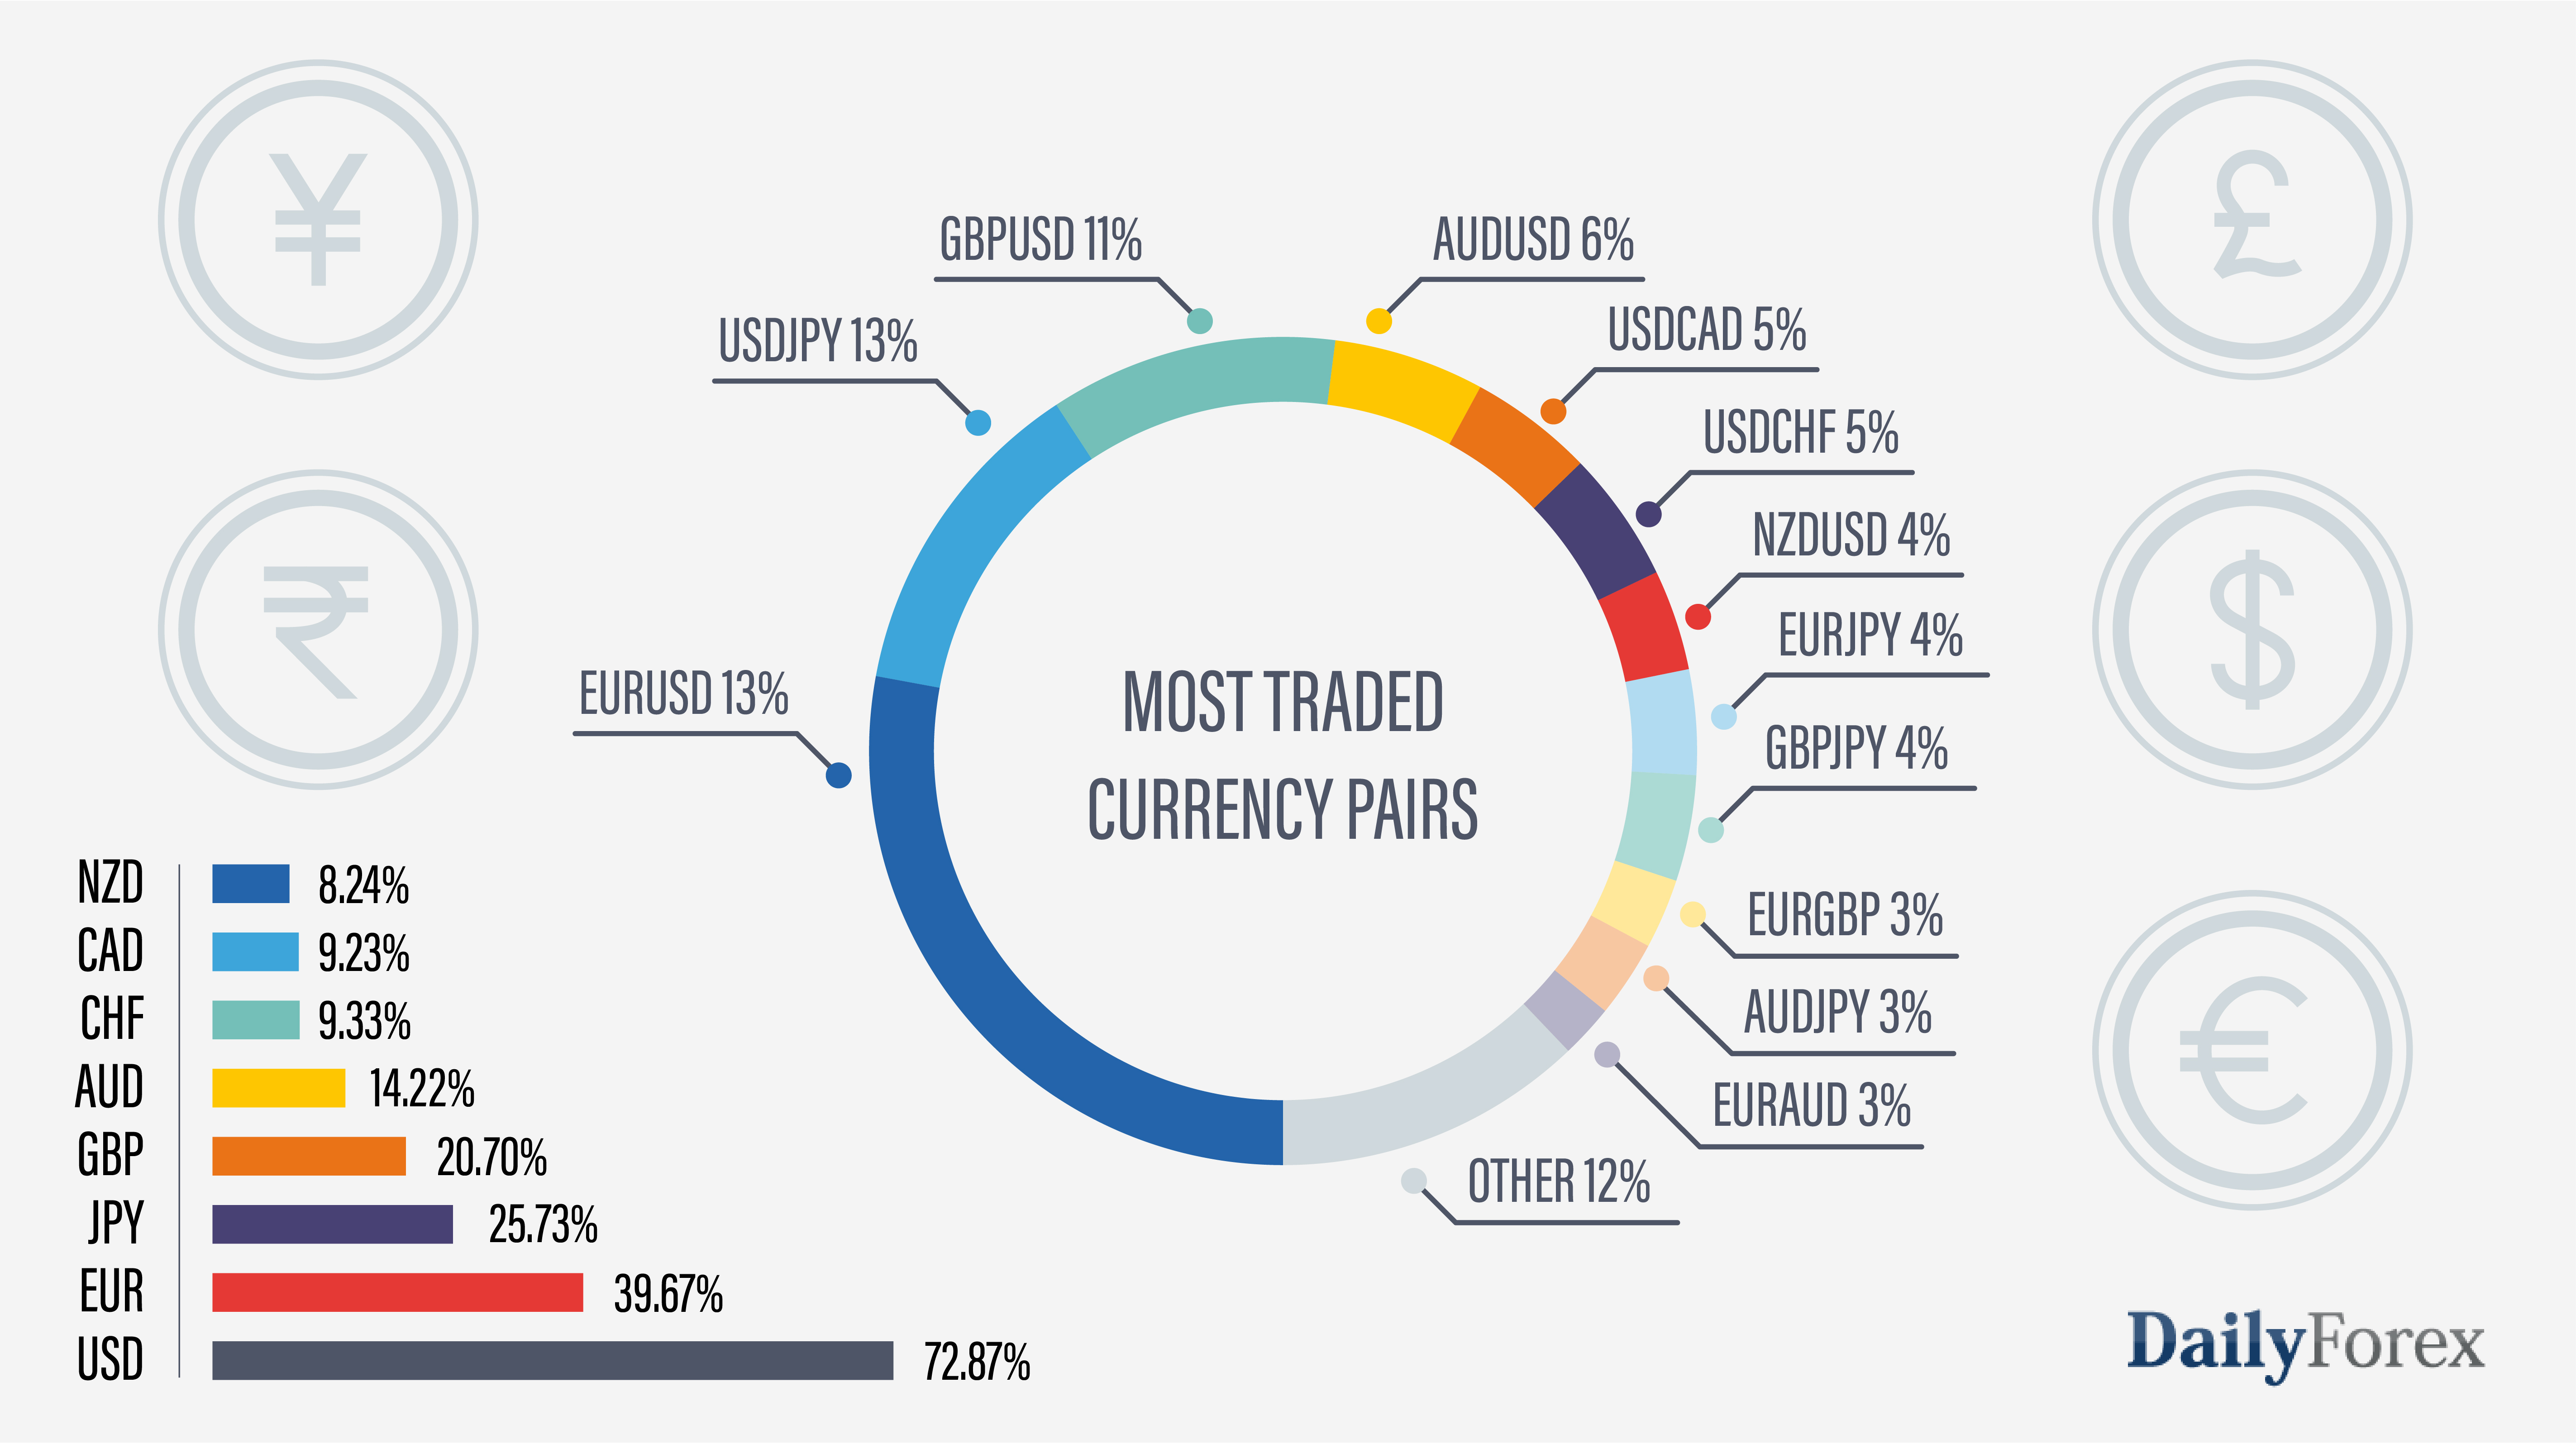 ¥
£
₹
$
€
GBPUSD 11%
AUDUSD 6%
USDJPY 13%
USDCAD 5%
USDCHF 5%
NZDUSD 4%
EURJPY 4%
EURUSD 13%
GBPJPY 4%
MOST TRADED
CURRENCY PAIRS
EURGBP 3%
AUDJPY 3%
EURAUD 3%
OTHER 12%
NZD 8.24%
CAD 9.23%
CHF 9.33%
AUD 14.22%
GBP 20.70%
JPY 25.73%
EUR 39.67%
USD 72.87%
DailyForex